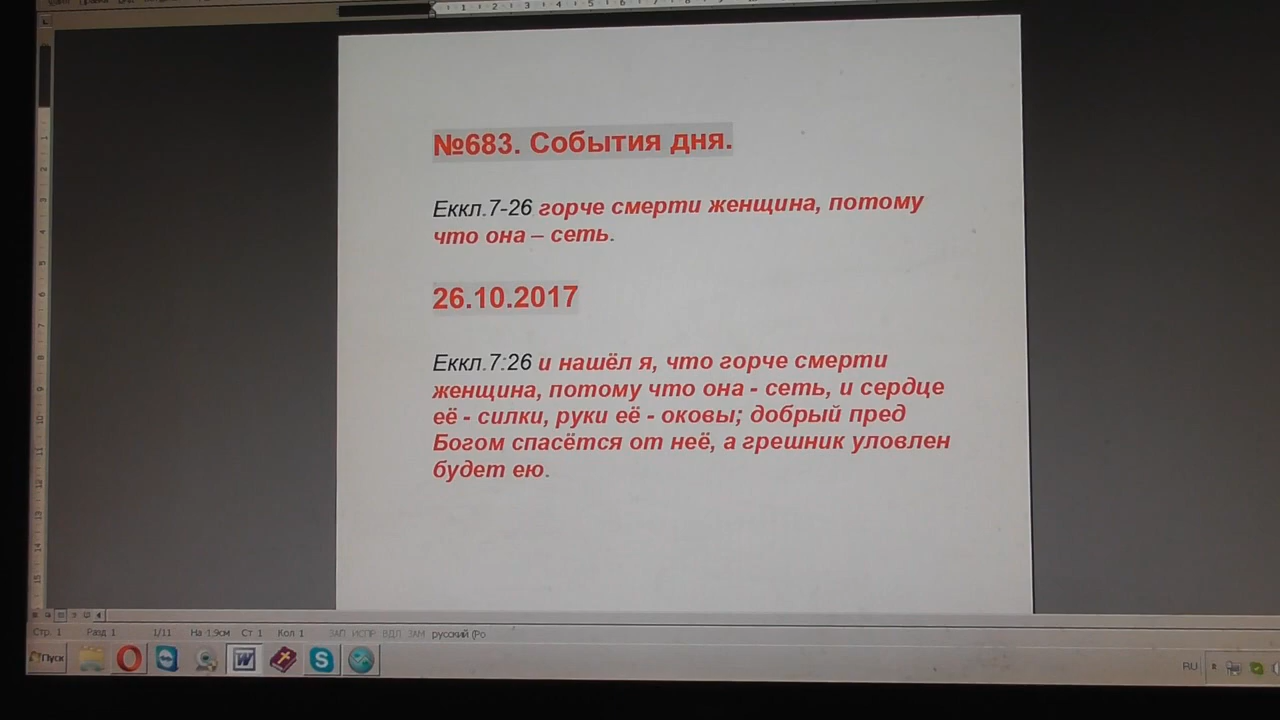 №683. События дня.
Еккл.7-26 горче смерти женщина, потому
что она – сеть.
26.10.2017
Еккл.7:26 и нашёл я, что горче смерти
женщина, потому что она - сеть, и сердце
её - силки, руки её - оковы; добрый пред
Богом спасётся от неё, а грешник уловлен
будет ею.
Стр. 1 Разд 1 1/11 На 1,9см Ст 1 Кол 1 ЗАП ИСПР ВДЛ ЗАМ русский (Ро
Пуск
RU